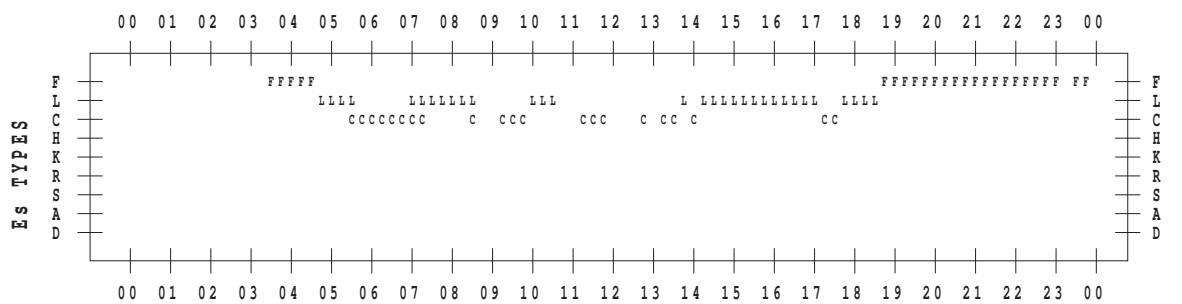 00 01 02 03 04 05 06 07 08 09 10 11 12 13 14 15 16 17 18 19 20 21 22 23 00
F FFFFF FFFFFFFFFFFFFFFFFF FF F
L LLLL LLLLLLL LLL L LLLLLLLLLLLL LLLL L
C CCCCCCCC C CCC CCC C CC C CC C
H H
K K
R R
S S
A A
D D
Es TYPES
00 01 02 03 04 05 06 07 08 09 10 11 12 13 14 15 16 17 18 19 20 21 22 23 00